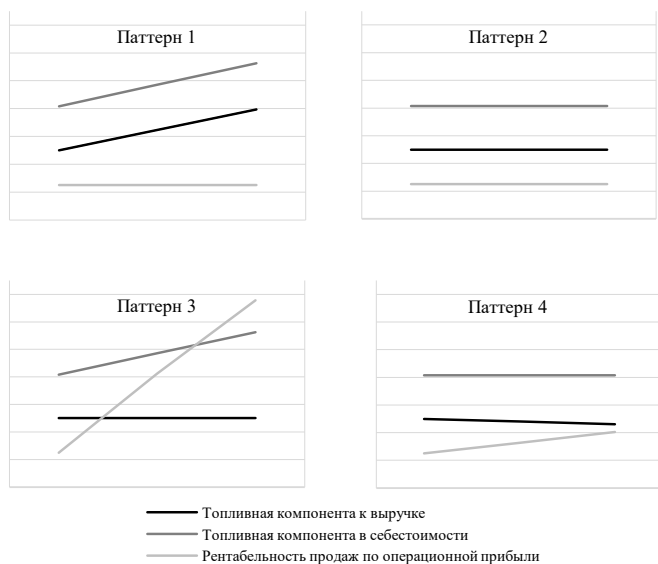 Паттерн 1
Паттерн 2
Паттерн 3
Паттерн 4
Топливная компонента к выручке
Топливная компонента в себестоимости
Рентабельность продаж по операционной прибыли